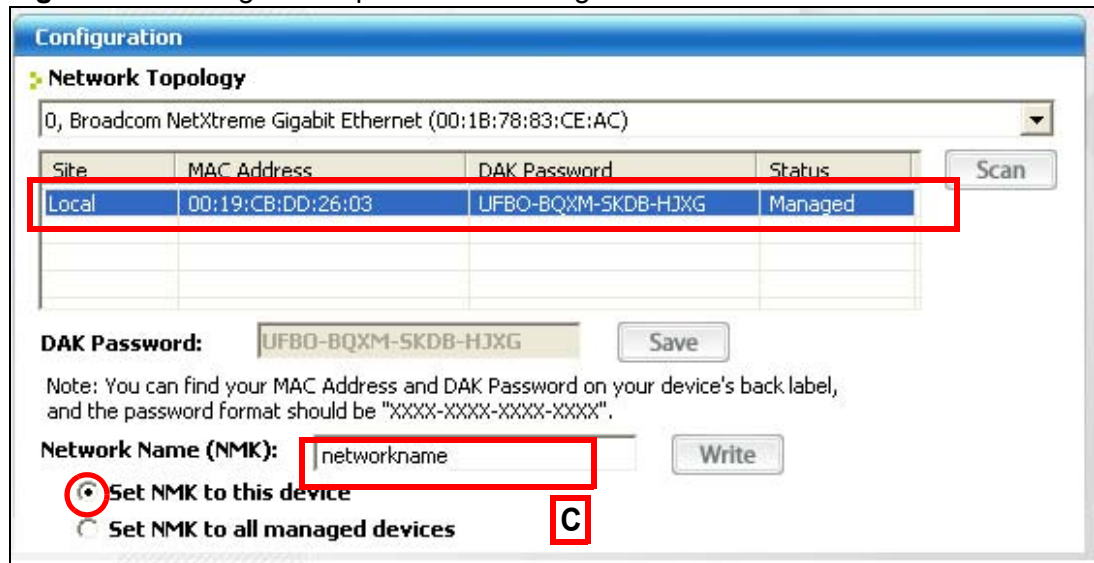 Configuration
Network Topology
0, Broadcom NetXtreme Gigabit Ethernet (00:1B:78:83:CE:AC)
Site MAC Address DAK Password Status Scan
Local 00:19:CB:DD:26:03 UFBO-BQXM-SKDB-HJXG Managed
DAK Password: UFBO-BQXM-SKDB-HJXG Save
Note: You can find your MAC Address and DAK Password on your device's back label,
and the password format should be "XXXX-XXXX-XXXX-XXXX".
Network Name (NMK): networkname Write
Set NMK to this device
Set NMK to all managed devices
C